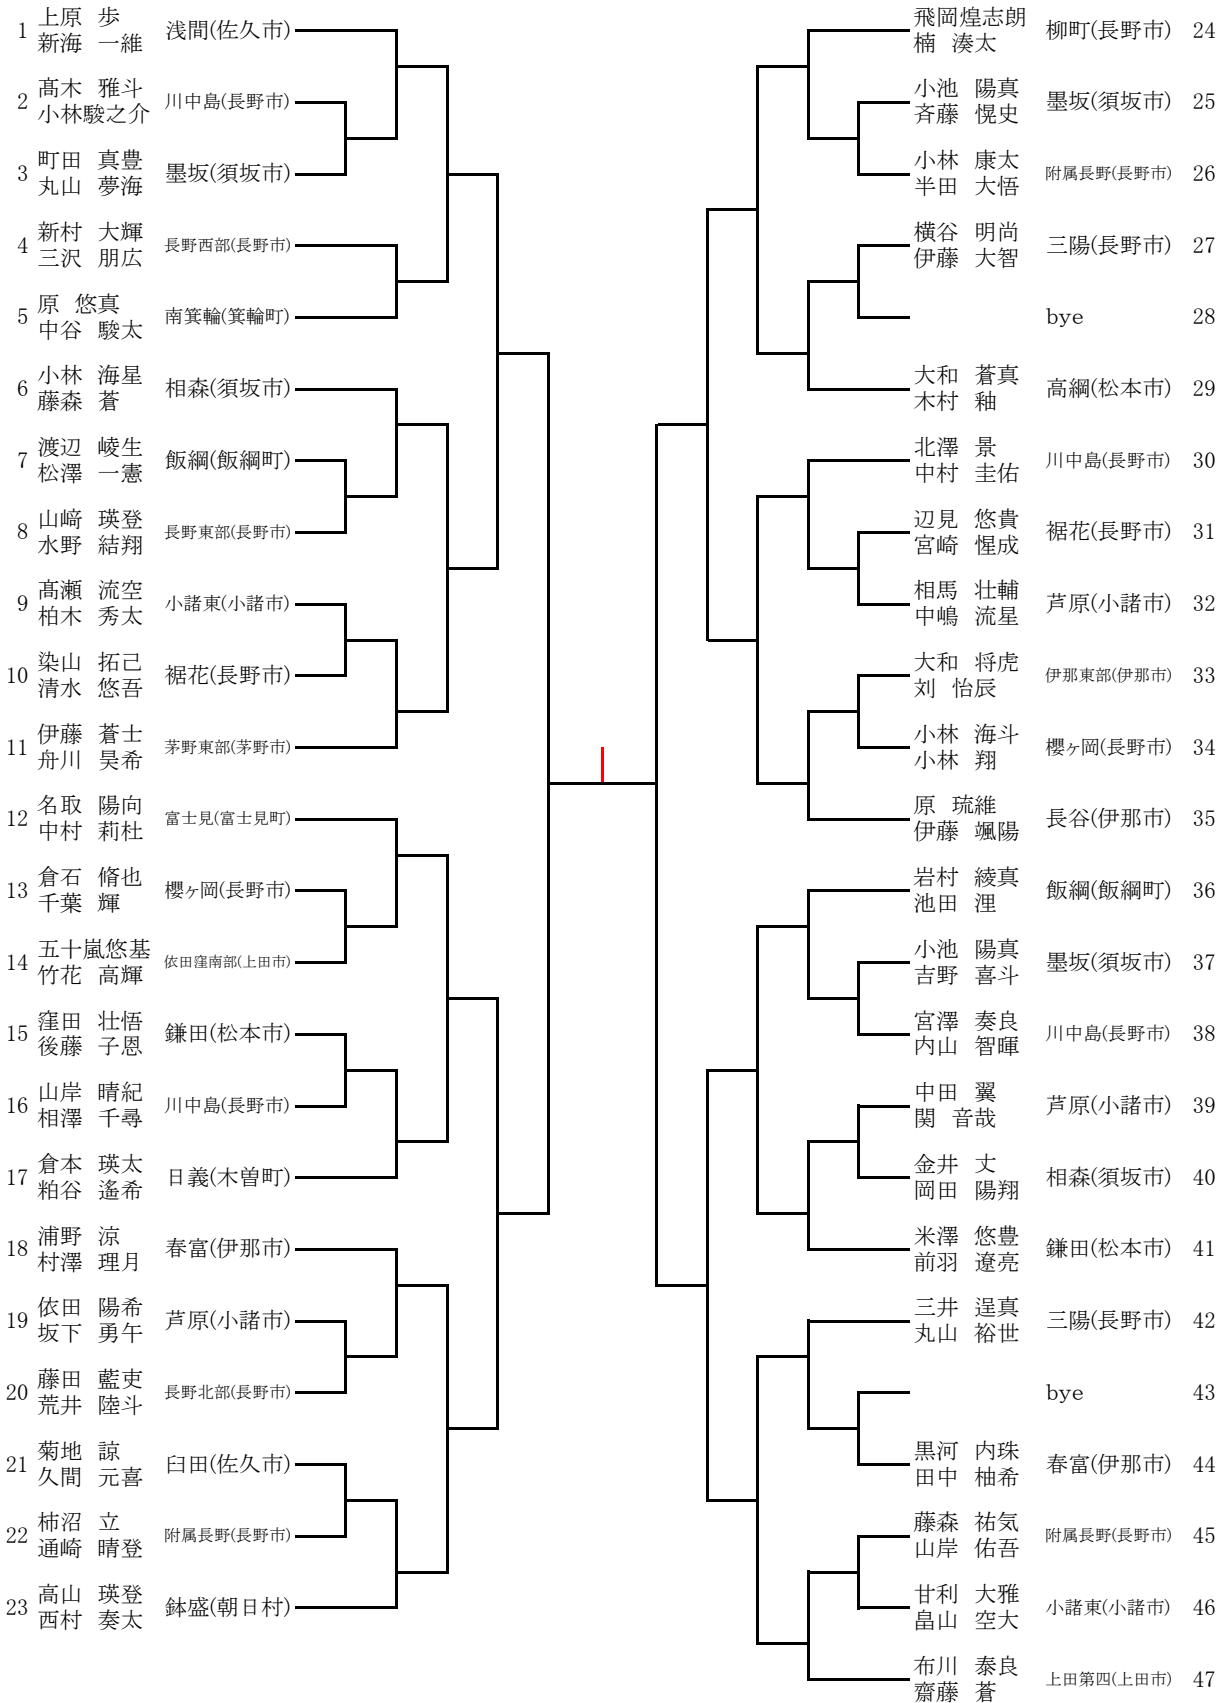 1 上原 歩 浅間(佐久市)
新海 一維
2 髙木 雅斗 川中島(長野市)
小林駿之介
3 町田 真豊 墨坂(須坂市)
丸山 夢海
4 新村 大輝 長野西部(長野市)
三沢 朋広
5 原 悠真 南箕輪(箕輪町)
中谷 駿太
6 小林 海星 相森(須坂市)
藤森 蒼
7 渡辺 崚生 飯綱(飯綱町)
松澤 一憲
8 山﨑 瑛登 長野東部(長野市)
水野 結翔
9 髙瀬 流空 小諸東(小諸市)
柏木 秀太
10 染山 拓己 裾花(長野市)
清水 悠吾
11 伊藤 蒼士 茅野東部(茅野市)
舟川 昊希
12 名取 陽向 富士見(富士見町)
中村 莉杜
13 倉石 脩也 櫻ヶ岡(長野市)
千葉 輝
14 五十嵐悠基 依田窪南部(上田市)
竹花 高輝
15 窪田 壮悟 鎌田(松本市)
後藤 子恩
16 山岸 晴紀 川中島(長野市)
相澤 千尋
17 倉本 瑛太 日義(木曽町)
粕谷 遙希
18 浦野 涼 春富(伊那市)
村澤 理月
19 依田 陽希 芦原(小諸市)
坂下 勇午
20 藤田 藍吏 長野北部(長野市)
荒井 陸斗
21 菊地 諒 臼田(佐久市)
久間 元喜
22 柿沼 立 附属長野(長野市)
通崎 晴登
23 高山 瑛登 鉢盛(朝日村)
西村 奏太
飛岡煌志朗 柳町(長野市) 24
楠 湊太
小池 陽真 墨坂(須坂市) 25
斉藤 愰史
小林 康太 附属長野(長野市) 26
半田 大悟
横谷 明尚 三陽(長野市) 27
伊藤 大智
bye 28
大和 蒼真 高綱(松本市) 29
木村 釉
北澤 景 川中島(長野市) 30
中村 圭佑
辺見 悠貴 裾花(長野市) 31
宮崎 惺成
相馬 壮輔 芦原(小諸市) 32
中嶋 流星
大和 将虎 伊那東部(伊那市) 33
刘 怡辰
小林 海斗 櫻ヶ岡(長野市) 34
小林 翔
原 琉維 長谷(伊那市) 35
伊藤 颯陽
岩村 綾真 飯綱(飯綱町) 36
池田 浬
小池 陽真 墨坂(須坂市) 37
吉野 喜斗
宮澤 奏良 川中島(長野市) 38
内山 智暉
中田 翼 芦原(小諸市) 39
関 音哉
金井 丈 相森(須坂市) 40
岡田 陽翔
米澤 悠豊 鎌田(松本市) 41
前羽 遼亮
三井 逞真 三陽(長野市) 42
丸山 裕世
bye 43
黒河 内珠 春富(伊那市) 44
田中 柚希
藤森 祐気 附属長野(長野市) 45
山岸 佑吾
甘利 大雅 小諸東(小諸市) 46
畠山 空大
布川 泰良 上田第四(上田市) 47
齋藤 蒼